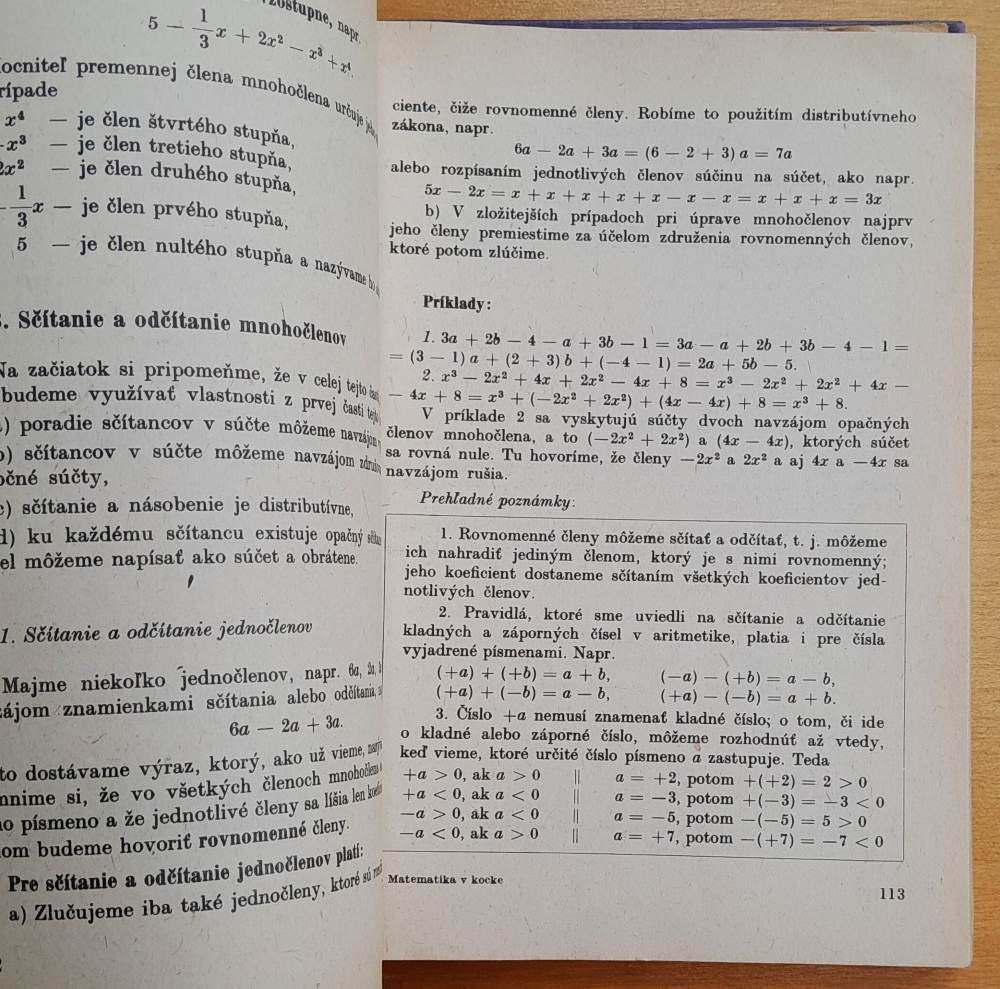 zostupne, napr.
5 − 1/3 x + 2x² − x³ + x⁴.
mnohočlena určuje
premennej člena
rípade
x⁴ — je člen štvrtého stupňa,
-x³ — je člen tretieho stupňa,
2x² — je člen druhého stupňa,
-1/3 x — je člen prvého stupňa,
5 — je člen nultého stupňa a nazývame ho
. Sčítanie a odčítanie mnohočlenov
Na začiatok si pripomeňme, že v celej tejto
budeme využívať vlastnosti z prvej časti
) poradie sčítancov v súčte môžeme
b) sčítancov v súčte môžeme navzájom
očné súčty,
c) sčítanie a násobenie je distributívne,
d) ku každému sčítancu existuje opačný
el môžeme napísať ako súčet a obrátene.
1. Sčítanie a odčítanie jednočlenov
Majme niekoľko jednočlenov, napr. 6a, 2a,
zájom znamienkami sčítania alebo odčítania,
6a − 2a + 3a.
to dostávame výraz, ktorý, ako už vieme,
mnime si, že vo všetkých členoch mnohočlena
o písmeno a že jednotlivé členy sa líšia len
om budeme hovoriť rovnomenné členy.
Pre sčítanie a odčítanie jednočlenov platí:
a) Zlučujeme iba také jednočleny, ktoré sú
ciente, čiže rovnomenné členy. Robíme to použitím distributívneho
zákona, napr.
6a − 2a + 3a = (6 − 2 + 3) a = 7a
alebo rozpísaním jednotlivých členov súčinu na súčet, ako napr.
5x − 2x = x + x + x + x + x − x − x = x + x + x = 3x
b) V zložitejších prípadoch pri úprave mnohočlenov najprv
jeho členy premiestime za účelom združenia rovnomenných členov,
ktoré potom zlúčime.
Príklady:
1. 3a + 2b − 4 − a + 3b − 1 = 3a − a + 2b + 3b − 4 − 1 =
= (3 − 1) a + (2 + 3) b + (−4 − 1) = 2a + 5b − 5.
2. x³ − 2x² + 4x + 2x² − 4x + 8 = x³ − 2x² + 2x² + 4x −
− 4x + 8 = x³ + (−2x² + 2x²) + (4x − 4x) + 8 = x³ + 8.
V príklade 2 sa vyskytujú súčty dvoch navzájom opačných
členov mnohočlena, a to (−2x² + 2x²) a (4x − 4x), ktorých súčet
sa rovná nule. Tu hovoríme, že členy −2x² a 2x² a aj 4x a −4x sa
navzájom rušia.
Prehľadné poznámky:
1. Rovnomenné členy môžeme sčítať a odčítať, t. j. môžeme
ich nahradiť jediným členom, ktorý je s nimi rovnomenný;
jeho koeficient dostaneme sčítaním všetkých koeficientov jed-
notlivých členov.
2. Pravidlá, ktoré sme uviedli na sčítanie a odčítanie
kladných a záporných čísel v aritmetike, platia i pre čísla
vyjadrené písmenami. Napr.
(+a) + (+b) = a + b, (−a) − (+b) = a − b,
(+a) + (−b) = a − b, (+a) − (−b) = a + b.
3. Číslo +a nemusí znamenať kladné číslo; o tom, či ide
o kladné alebo záporné číslo, môžeme rozhodnúť až vtedy,
keď vieme, ktoré určité číslo písmeno a zastupuje. Teda
+a > 0, ak a > 0 || a = +2, potom +(+2) = 2 > 0
+a < 0, ak a < 0 || a = −3, potom +(−3) = −3 < 0
−a > 0, ak a < 0 || a = −5, potom −(−5) = 5 > 0
−a < 0, ak a > 0 || a = +7, potom −(+7) = −7 < 0
Matematika v kocke
113